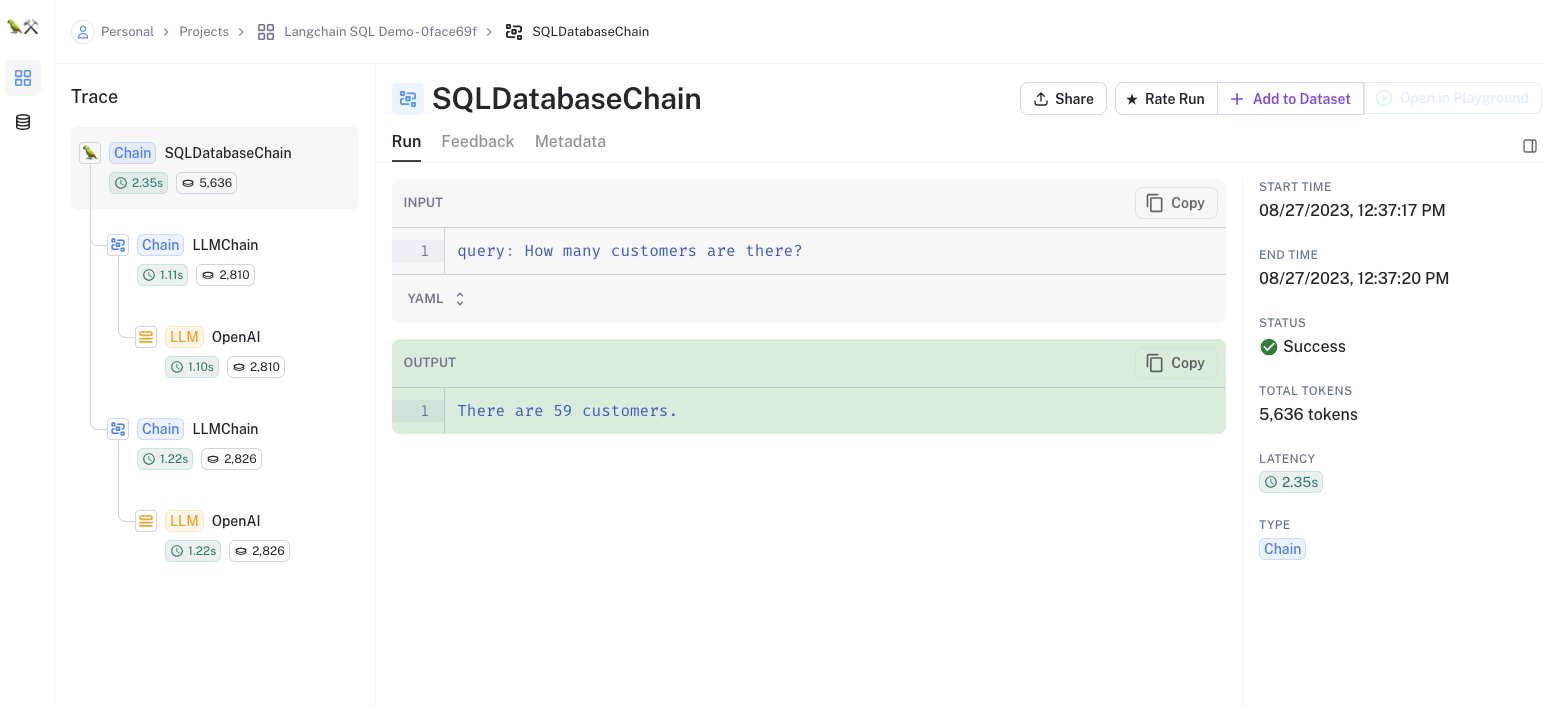 Personal > Projects > Langchain SQL Demo - 0face69f > SQLDatabaseChain
Trace
Chain SQLDatabaseChain
2.35s 5,636
Chain LLMChain
1.11s 2,810
LLM OpenAI
1.10s 2,810
Chain LLMChain
1.22s 2,826
LLM OpenAI
1.22s 2,826
SQLDatabaseChain
Share
★ Rate Run
+ Add to Dataset
Open in Playground
Run Feedback Metadata
INPUT
Copy
1 query: How many customers are there?
YAML
OUTPUT
Copy
1 There are 59 customers.
START TIME
08/27/2023, 12:37:17 PM
END TIME
08/27/2023, 12:37:20 PM
STATUS
Success
TOTAL TOKENS
5,636 tokens
LATENCY
2.35s
TYPE
Chain